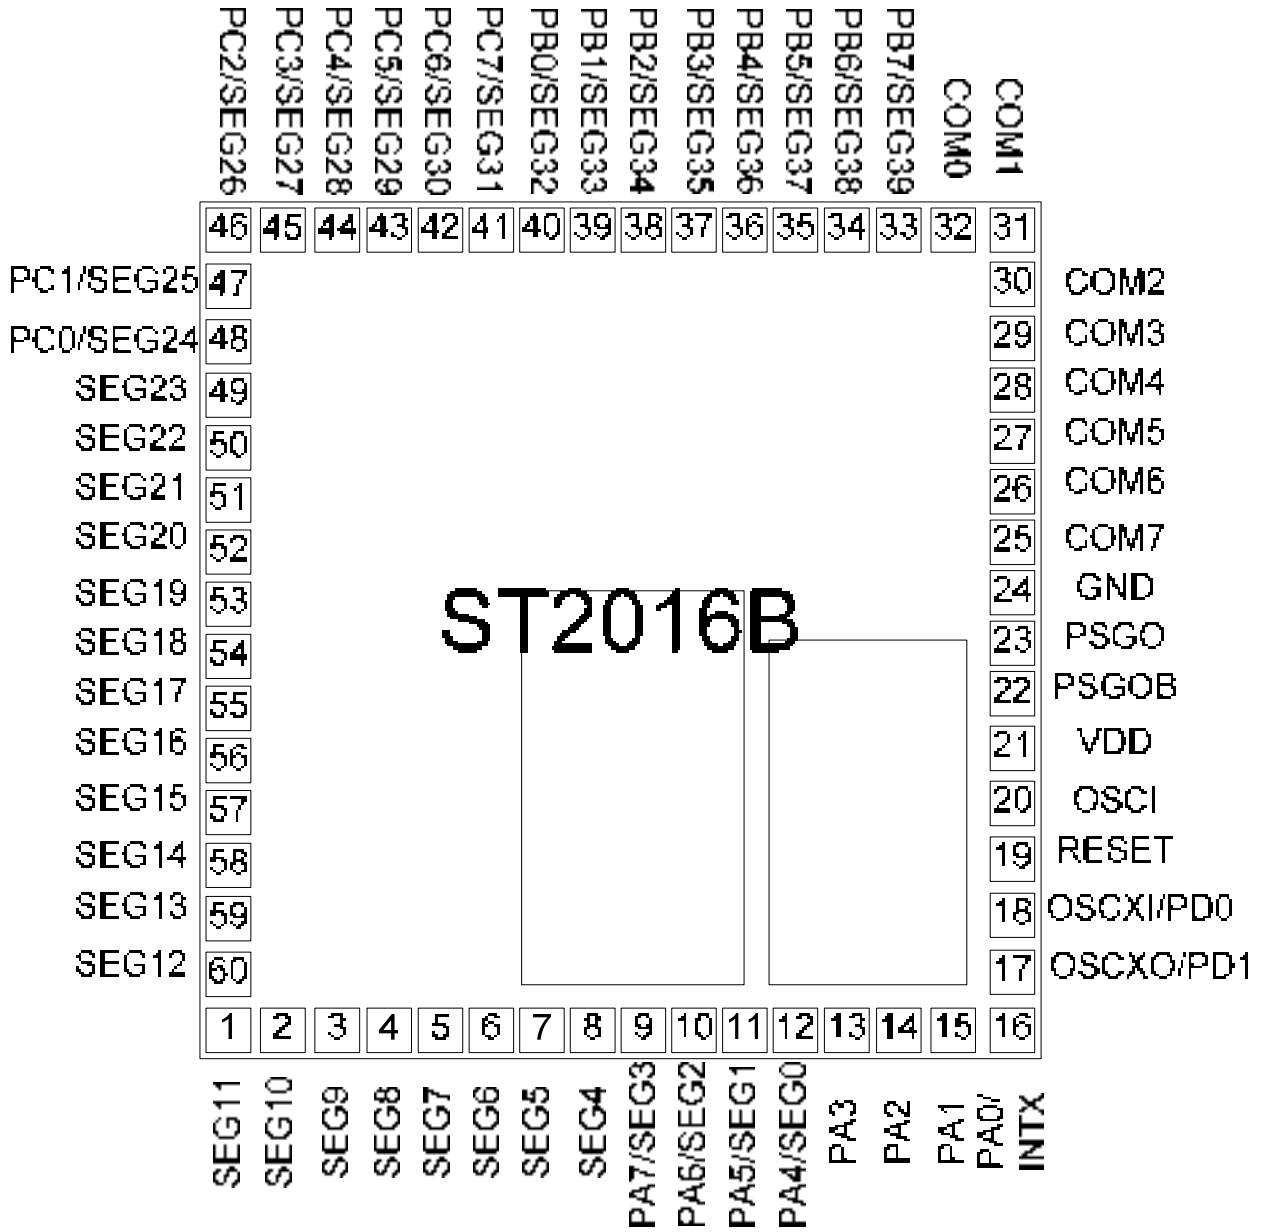 PC2/SEG26
PC3/SEG27
PC4/SEG28
PC5/SEG29
PC6/SEG30
PC7/SEG31
PB0/SEG32
PB1/SEG33
PB2/SEG34
PB3/SEG35
PB4/SEG36
PB5/SEG37
PB6/SEG38
PB7/SEG39
COM0
COM1
46 45 44 43 42 41 40 39 38 37 36 35 34 33 32 31
PC1/SEG25 47
30 COM2
PC0/SEG24 48
29 COM3
SEG23 49
28 COM4
SEG22 50
27 COM5
SEG21 51
26 COM6
SEG20 52
25 COM7
SEG19 53
24 GND
ST2016B
SEG18 54
23 PSGO
SEG17 55
22 PSGOB
SEG16 56
21 VDD
SEG15 57
20 OSCI
SEG14 58
19 RESET
SEG13 59
18 OSCXI/PD0
SEG12 60
17 OSCXO/PD1
1 2 3 4 5 6 7 8 9 10 11 12 13 14 15 16
SEG11
SEG10
SEG9
SEG8
SEG7
SEG6
SEG5
SEG4
PA7/SEG3
PA6/SEG2
PA5/SEG1
PA4/SEG0
PA3
PA2
PA1
PA0/
INTX